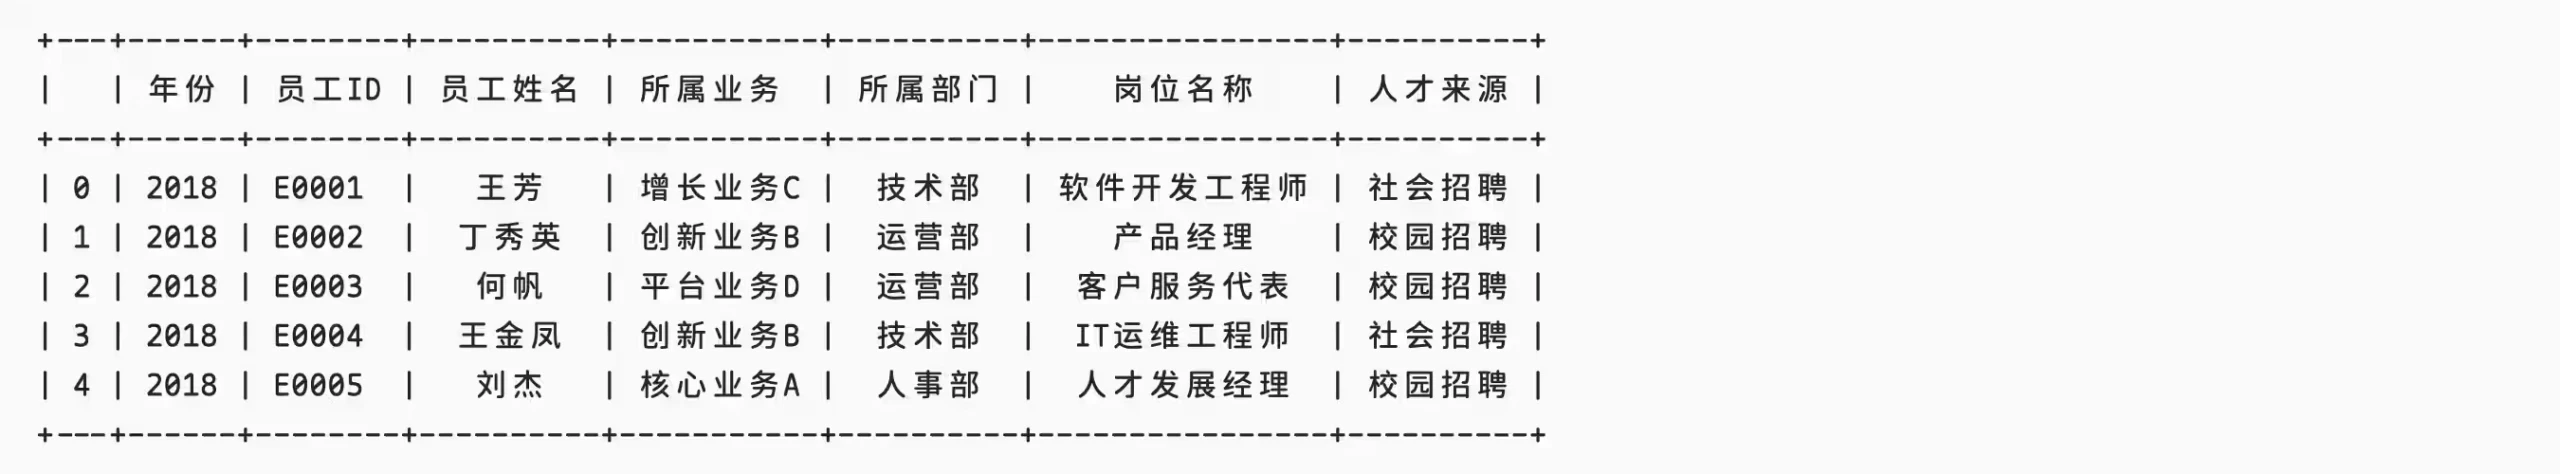 +---+------+--------+----------+-----------+----------+----------------+----------+
|   | 年份 | 员工ID | 员工姓名 | 所属业务  | 所属部门 |    岗位名称    | 人才来源 |
+---+------+--------+----------+-----------+----------+----------------+----------+
| 0 | 2018 | E0001  |   王芳   | 增长业务C |  技术部  | 软件开发工程师 | 社会招聘 |
| 1 | 2018 | E0002  |  丁秀英  | 创新业务B |  运营部  |    产品经理    | 校园招聘 |
| 2 | 2018 | E0003  |   何帆   | 平台业务D |  运营部  |  客户服务代表  | 校园招聘 |
| 3 | 2018 | E0004  |  王金凤  | 创新业务B |  技术部  |  IT运维工程师  | 社会招聘 |
| 4 | 2018 | E0005  |   刘杰   | 核心业务A |  人事部  |  人才发展经理  | 校园招聘 |
+---+------+--------+----------+-----------+----------+----------------+----------+